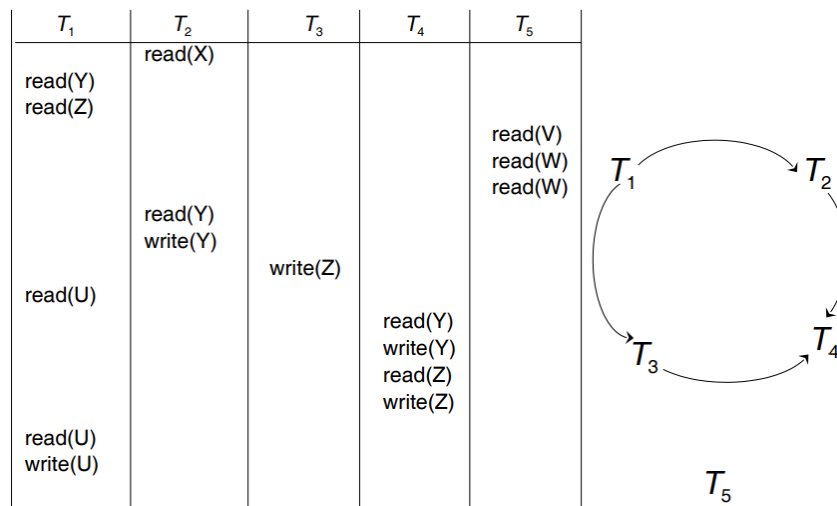 T1 T2 T3 T4 T5
read(X)
read(Y)
read(Z)
read(V)
read(W)
read(W)
read(Y)
write(Y)
write(Z)
read(U)
read(Y)
write(Y)
read(Z)
write(Z)
read(U)
write(U)
T1 T2
T3 T4
T5